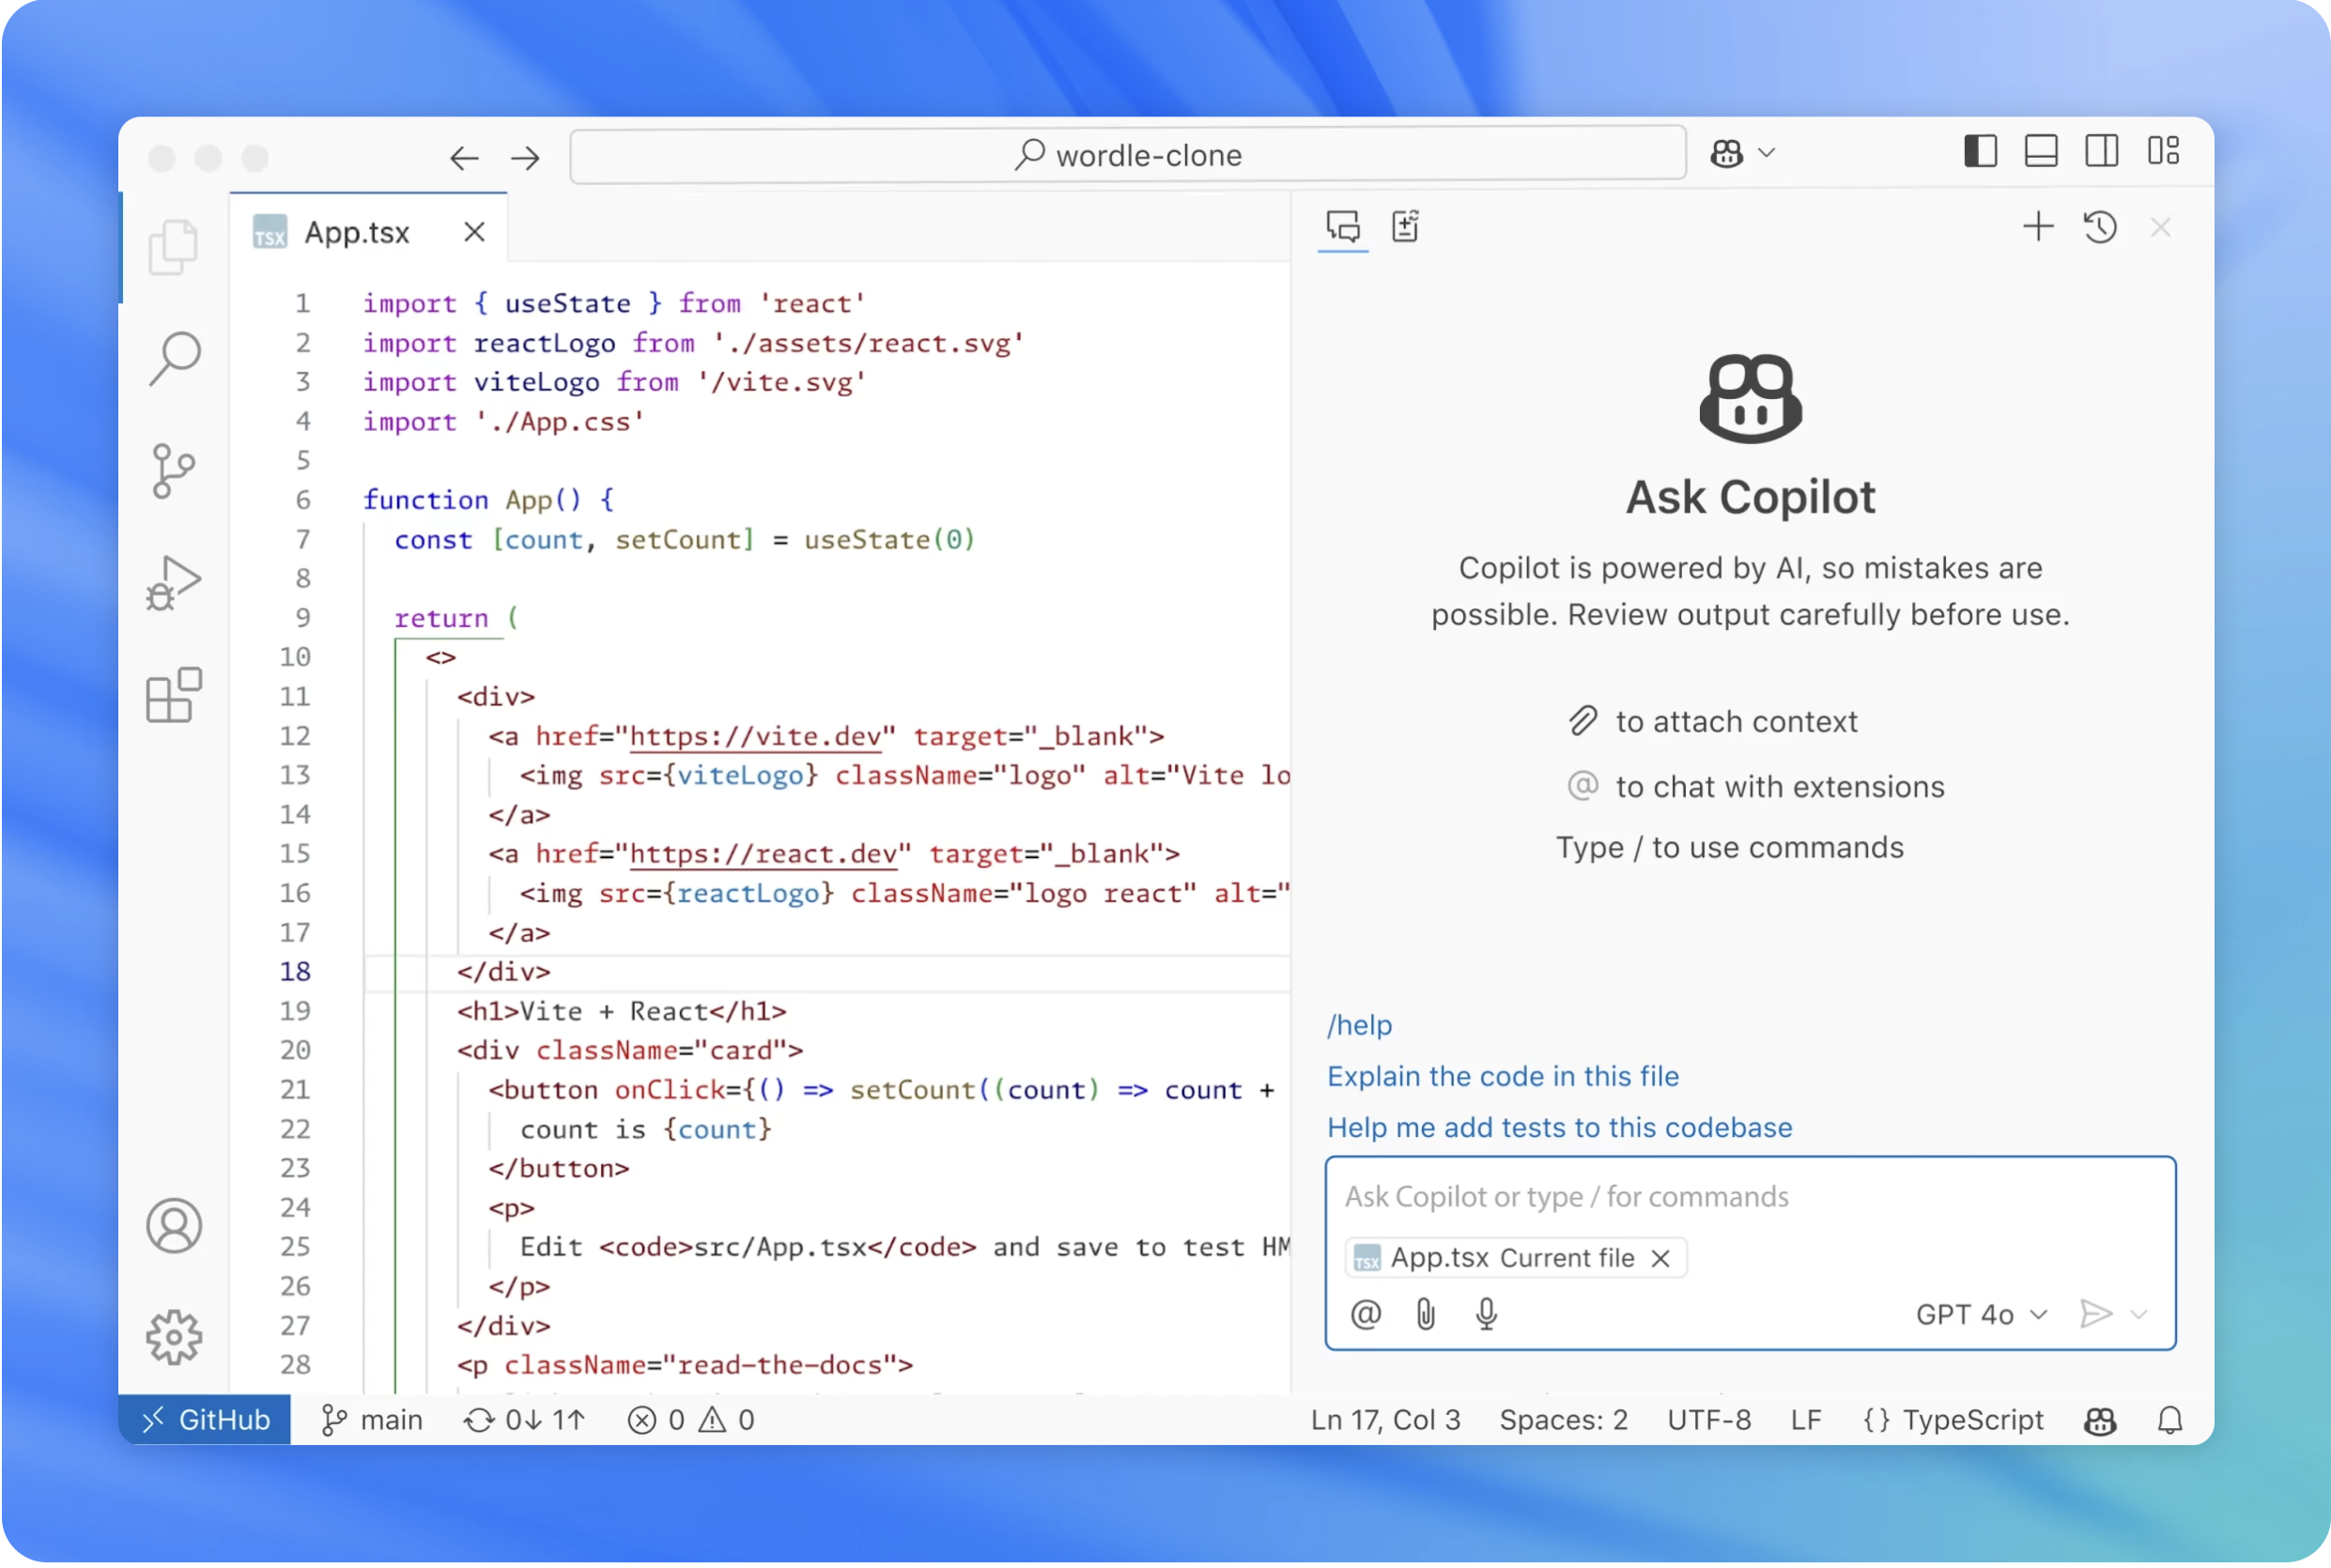 wordle-clone
TSX App.tsx
1 import { useState } from 'react'
2 import reactLogo from './assets/react.svg'
3 import viteLogo from '/vite.svg'
4 import './App.css'
5
6 function App() {
7 const [count, setCount] = useState(0)
8
9 return (
10 <>
11 <div>
12 <a href="https://vite.dev" target="_blank">
13 <img src={viteLogo} className="logo" alt="Vite lo
14 </a>
15 <a href="https://react.dev" target="_blank">
16 <img src={reactLogo} className="logo react" alt="
17 </a>
18 </div>
19 <h1>Vite + React</h1>
20 <div className="card">
21 <button onClick={() => setCount((count) => count +
22 count is {count}
23 </button>
24 <p>
25 Edit <code>src/App.tsx</code> and save to test HM
26 </p>
27 </div>
28 <p className="read-the-docs">
Ask Copilot
Copilot is powered by AI, so mistakes are
possible. Review output carefully before use.
to attach context
@ to chat with extensions
Type / to use commands
/help
Explain the code in this file
Help me add tests to this codebase
Ask Copilot or type / for commands
TSX App.tsx Current file
@ GPT 4o
GitHub main 0↓ 1↑ 0 0 Ln 17, Col 3 Spaces: 2 UTF-8 LF {} TypeScript